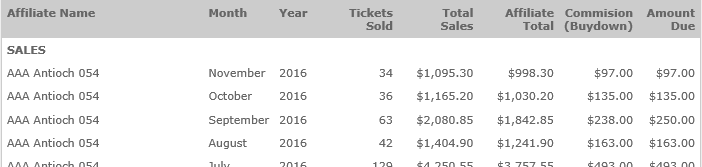 Affiliate Name Month Year Tickets Sold Total Sales Affiliate Total Commision (Buydown) Amount Due
SALES
AAA Antioch 054 November 2016 34 $1,095.30 $998.30 $97.00 $97.00
AAA Antioch 054 October 2016 36 $1,165.20 $1,030.20 $135.00 $135.00
AAA Antioch 054 September 2016 63 $2,080.85 $1,842.85 $238.00 $250.00
AAA Antioch 054 August 2016 42 $1,404.90 $1,241.90 $163.00 $163.00
AAA Antioch 054 July 2016 129 $4,250.55 $3,757.55 $493.00 $493.00